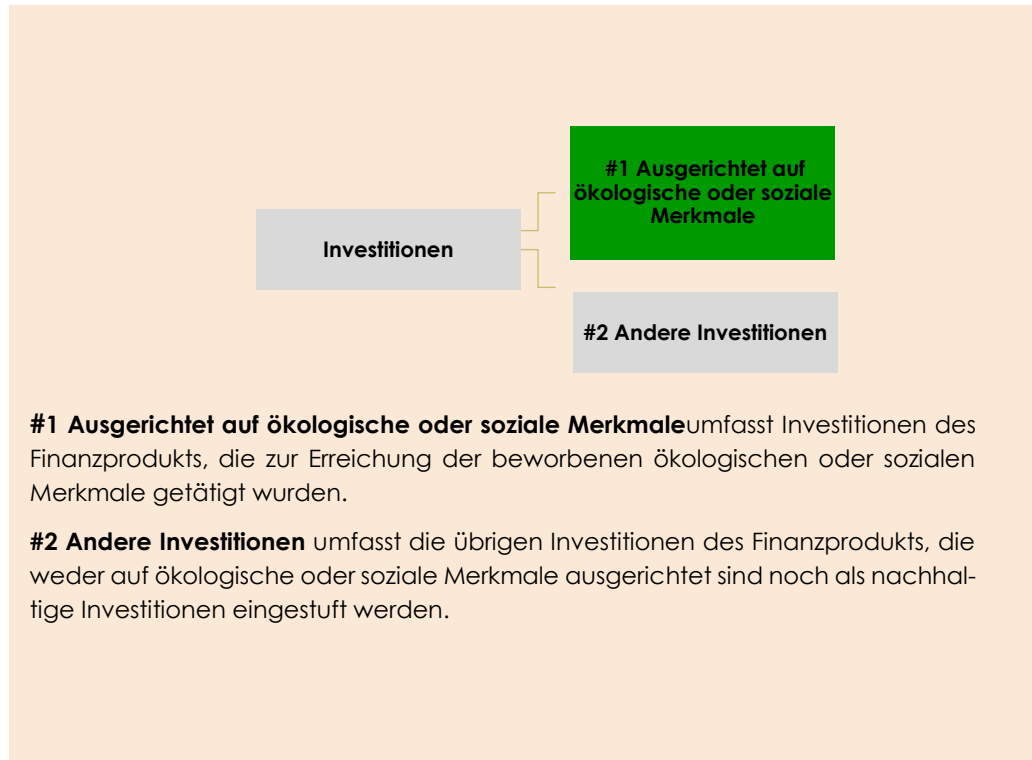 #1 Ausgerichtet auf
ökologische oder soziale
Merkmale
Investitionen
#2 Andere Investitionen
#1 Ausgerichtet auf ökologische oder soziale Merkmaleumfasst Investitionen des
Finanzprodukts, die zur Erreichung der beworbenen ökologischen oder sozialen
Merkmale getätigt wurden.
#2 Andere Investitionen umfasst die übrigen Investitionen des Finanzprodukts, die
weder auf ökologische oder soziale Merkmale ausgerichtet sind noch als nachhal-
tige Investitionen eingestuft werden.